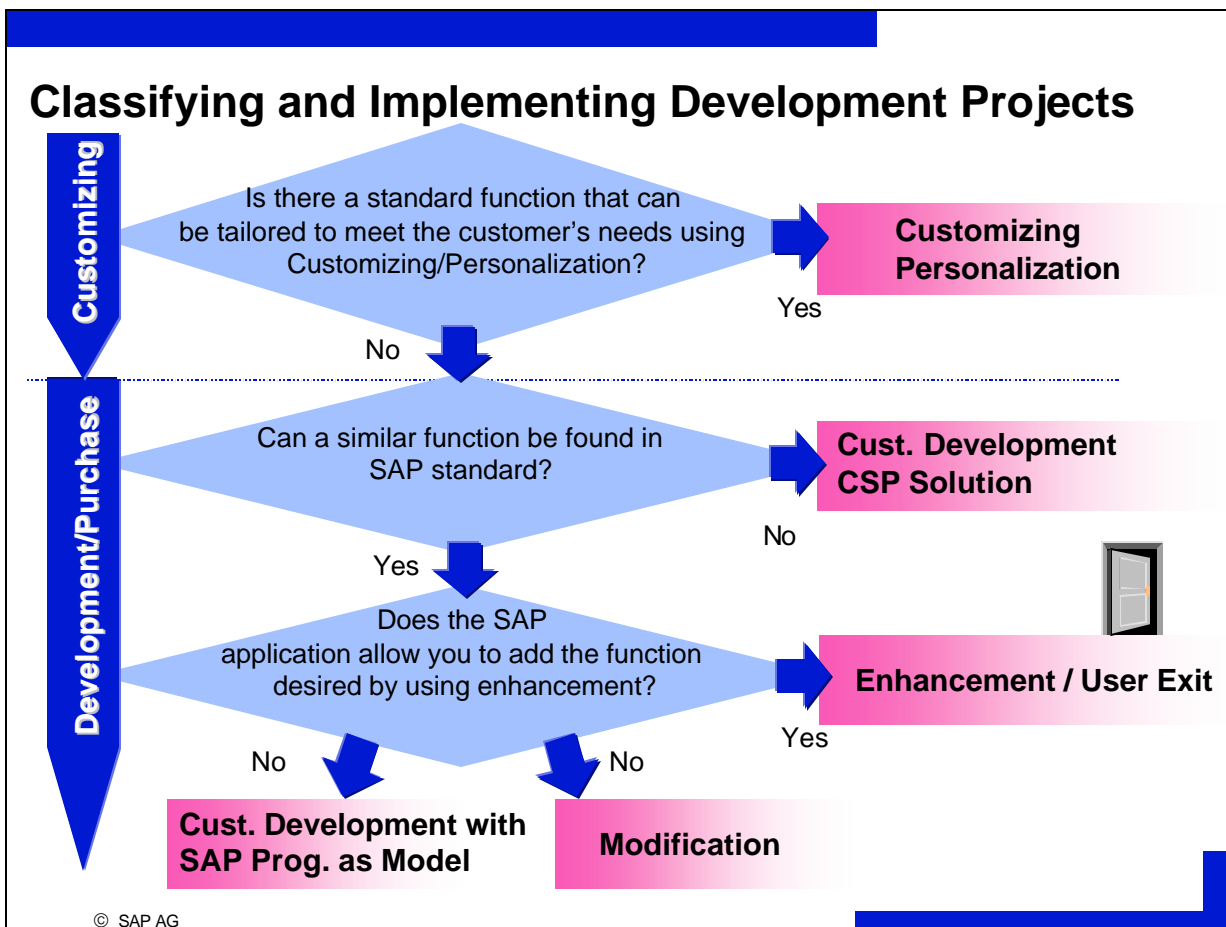 Classifying and Implementing Development Projects
Customizing
Is there a standard function that can
be tailored to meet the customer's needs using
Customizing/Personalization?
Customizing
Personalization
Yes
No
Development/Purchase
Can a similar function be found in
SAP standard?
Cust. Development
CSP Solution
No
Yes
Does the SAP
application allow you to add the function
desired by using enhancement?
Enhancement / User Exit
Yes
No
No
Cust. Development with
SAP Prog. as Model
Modification
© SAP AG